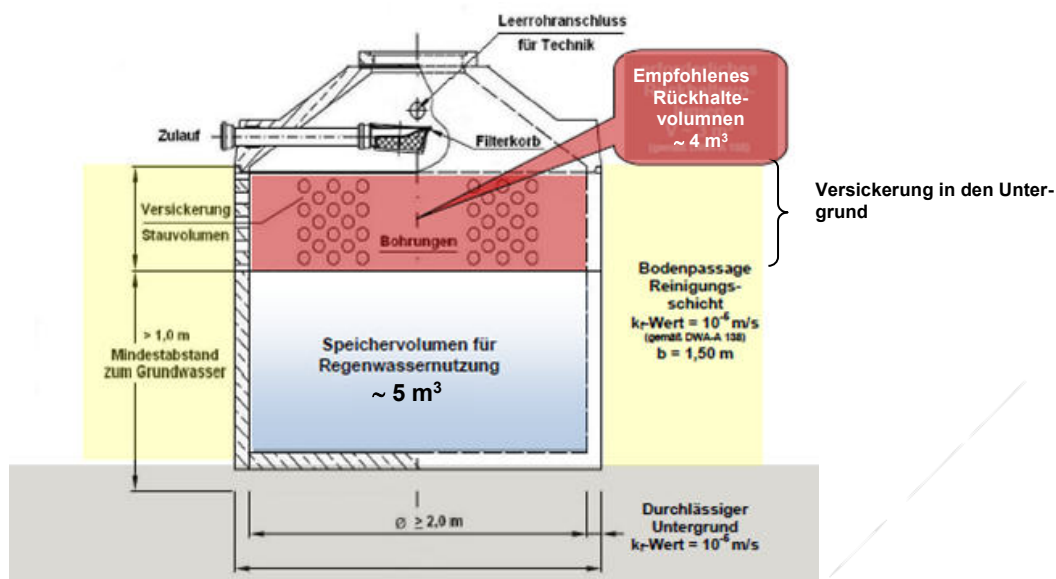 Leerrohranschluss
für Technik
Empfohlenes
Rückhalte-
volumnen
~ 4 m³
Zulauf
Filterkorb
Versickerung in den Unter-
grund
Versickerung
Stauvolumen
Bohrungen
Bodenpassage
Reinigungs-
schicht
kf-Wert = 10⁻⁶ m/s
(gemäß DWA-A 138)
b = 1,50 m
> 1,0 m
Mindestabstand
zum Grundwasser
Speichervolumen für
Regenwassernutzung
~ 5 m³
Ø ≥ 2,0 m
Durchlässiger
Untergrund
kf-Wert = 10⁻⁶ m/s